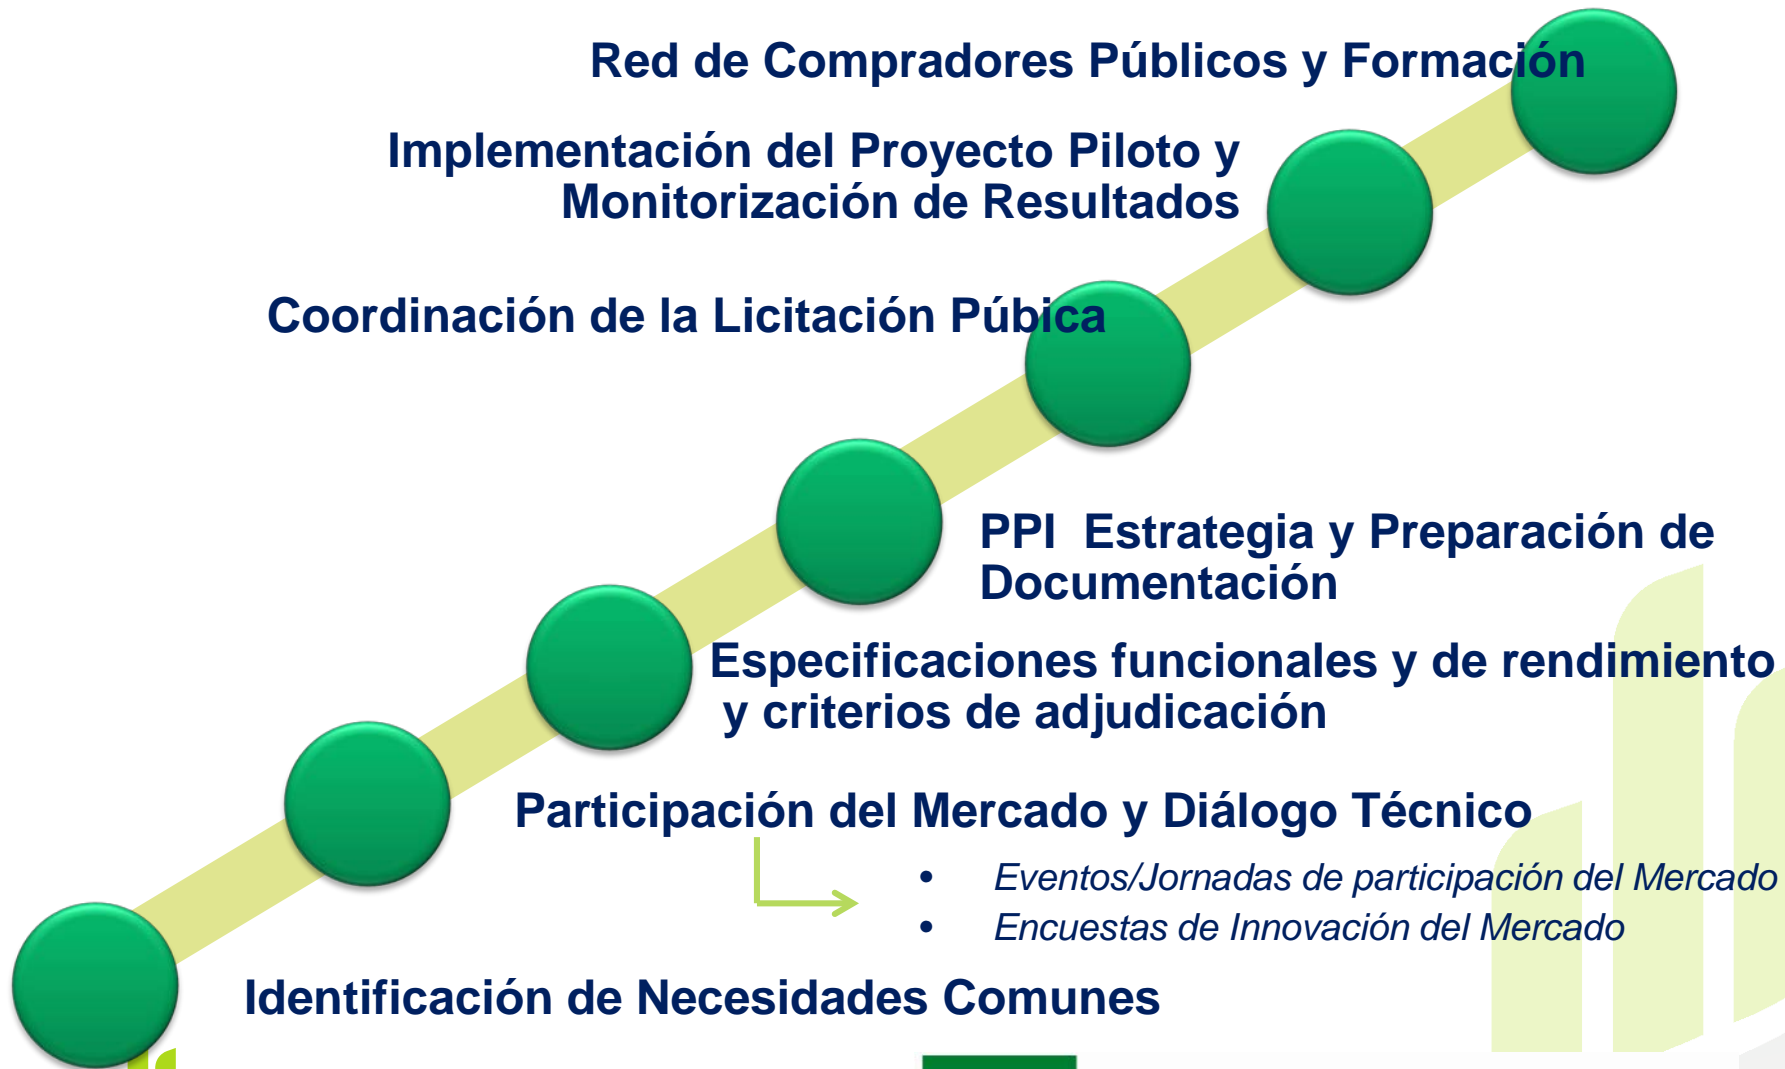 Red de Compradores Públicos y Formación
Implementación del Proyecto Piloto y
Monitorización de Resultados
Coordinación de la Licitación Púbica
PPI  Estrategia y Preparación de
Documentación
Especificaciones funcionales y de rendimiento
y criterios de adjudicación
Participación del Mercado y Diálogo Técnico
• Eventos/Jornadas de participación del Mercado
• Encuestas de Innovación del Mercado
Identificación de Necesidades Comunes